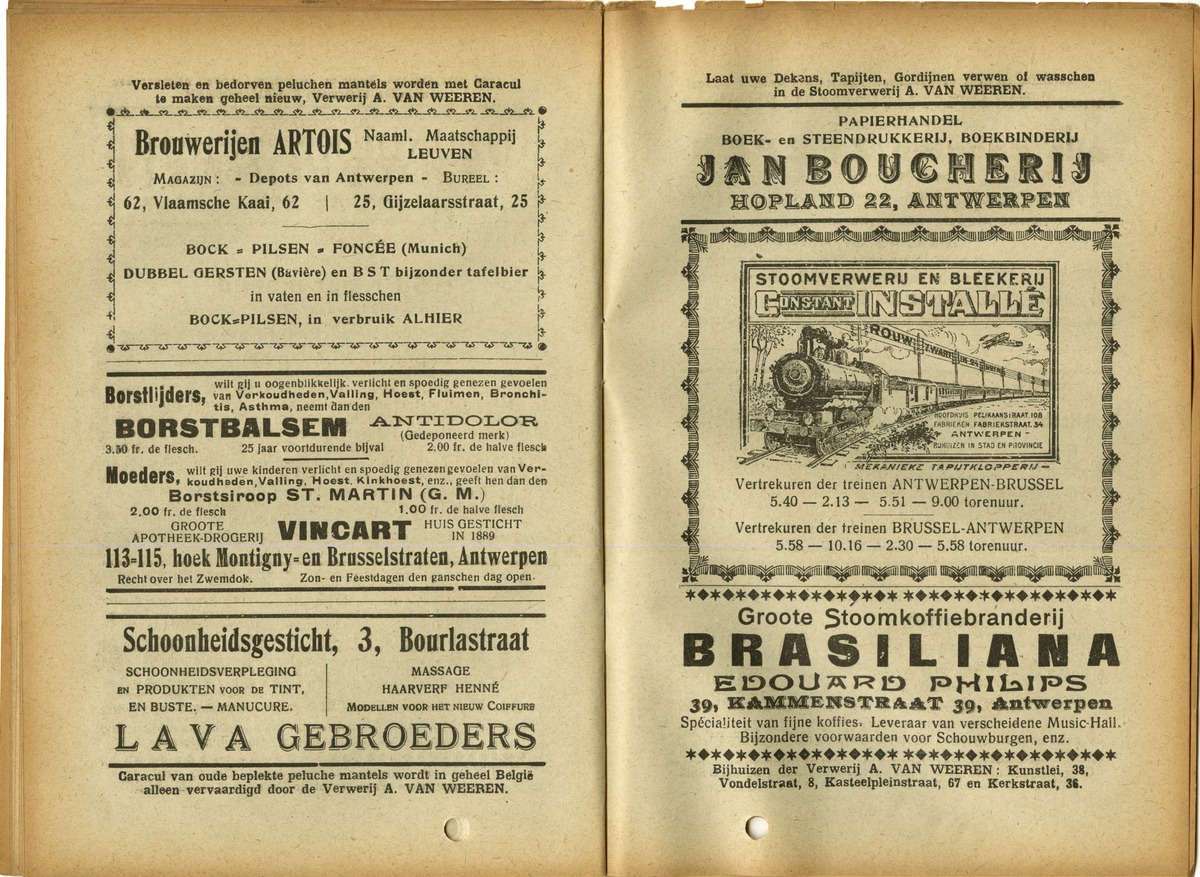 Versleten en bedorven peluchen mantels worden met Caracul
te maken geheel nieuw, Verwerij A. VAN WEEREN.
Brouwerijen ARTOIS Naaml. Maatschappij
LEUVEN
MAGAZIJN : - Depots van Antwerpen - BUREEL :
62, Vlaamsche Kaai, 62 | 25, Gijzelaarsstraat, 25
BOCK = PILSEN = FONCÉE (Munich)
DUBBEL GERSTEN (Bavière) en B S T bijzonder tafelbier
in vaten en in flesschen
BOCK=PILSEN, in verbruik ALHIER
Borstlijders, wilt gij u oogenblikkelijk. verlicht en spoedig genezen gevoelen
van Verkoudheden, Valling, Hoest, Fluimen, Bronchi-
tis, Asthma, neemt dan den
BORSTBALSEM ANTIDOLOR
(Gedeponeerd merk)
3.50 fr. de flesch. 25 jaar voortdurende bijval 2.00 fr. de halve flesch
Moeders, wilt gij uwe kinderen verlicht en spoedig genezen gevoelen van Ver-
koudheden, Valling, Hoest, Kinkhoest, enz., geeft hen dan den
Borstsiroop ST. MARTIN (G. M.)
2,00 fr. de flesch 1.00 fr. de halve flesch
GROOTE
APOTHEEK-DROGERIJ VINCART HUIS GESTICHT
IN 1889
113=115, hoek Montigny= en Brusselstraten, Antwerpen
Recht over het Zwemdok. Zon- en Feestdagen den ganschen dag open.
Schoonheidsgesticht, 3, Bourlastraat
SCHOONHEIDSVERPLEGING
EN PRODUKTEN VOOR DE TINT,
EN BUSTE. — MANUCURE.
MASSAGE
HAARVERF HENNÉ
MODELLEN VOOR HET NIEUW COIFFURE
LAVA GEBROEDERS
Caracul van oude beplekte peluche mantels wordt in geheel België
alleen vervaardigd door de Verwerij A. VAN WEEREN.
Laat uwe Dekens, Tapijten, Gordijnen verwen of wasschen
in de Stoomverwerij A. VAN WEEREN.
PAPIERHANDEL
BOEK- en STEENDRUKKERIJ, BOEKBINDERIJ
JAN BOUCHERIJ
HOPLAND 22, ANTWERPEN
STOOMVERWERIJ EN BLEEKERIJ
CONSTANT INSTALLÉ
ROUW ZWART IN 24 UUREN
HOOFDHUIS PELIKAANSTRAAT. 108
FABRIEKEN FABRIEKSTRAAT. 34
- ANTWERPEN -
BIJHUIZEN IN STAD EN PROVINCIE
MEKANIEKE TAPIJTKLOPPERIJ
Vertrekuren der treinen ANTWERPEN-BRUSSEL
5.40 — 2.13 — 5.51 — 9.00 torenuur.
Vertrekuren der treinen BRUSSEL-ANTWERPEN
5.58 — 10.16 — 2.30 — 5.58 torenuur.
Groote Stoomkoffiebranderij
BRASILIANA
EDOUARD PHILIPS
39, KAMMENSTRAAT 39, Antwerpen
Spécialiteit van fijne koffies. Leveraar van verscheidene Music-Hall.
Bijzondere voorwaarden voor Schouwburgen, enz.
Bijhuizen der Verwerij A. VAN WEEREN : Kunstlei, 38,
Vondelstraat, 8, Kasteelpleinstraat, 67 en Kerkstraat, 36.